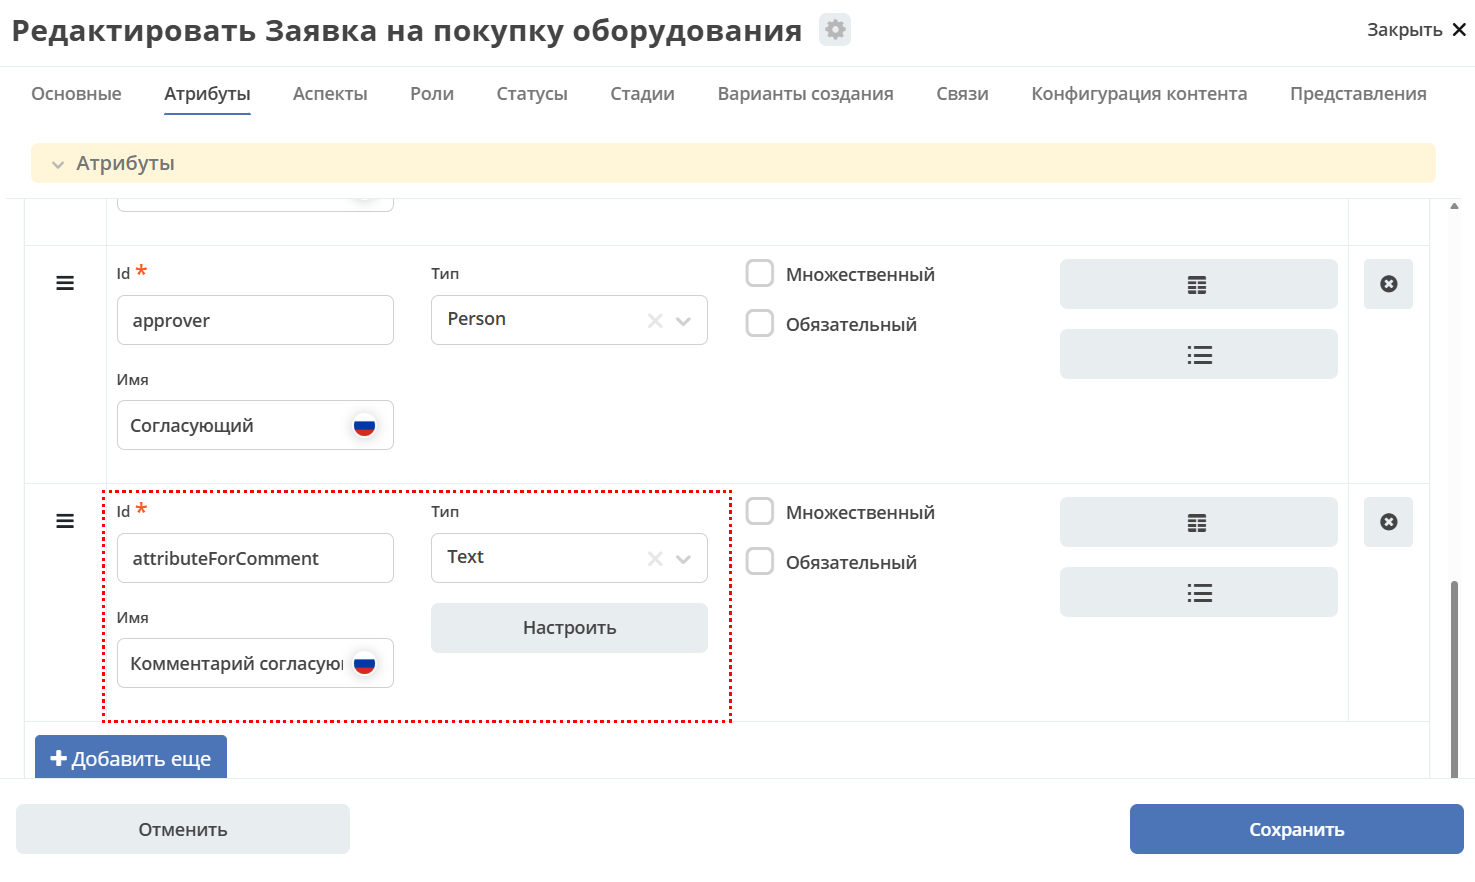 Редактировать Заявка на покупку оборудования
Закрыть
Основные Атрибуты Аспекты Роли Статусы Стадии Варианты создания Связи Конфигурация контента Представления
Атрибуты
Id * Тип Множественный
approver Person Обязательный
Имя
Согласующий
Id * Тип Множественный
attributeForComment Text Обязательный
Имя Настроить
Комментарий согласую
Добавить еще
Отменить Сохранить